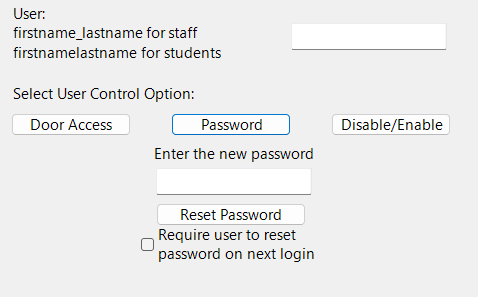 User:
firstname_lastname for staff
firstnamelastname for students
Select User Control Option:
Door Access
Password
Disable/Enable
Enter the new password
Reset Password
Require user to reset
password on next login